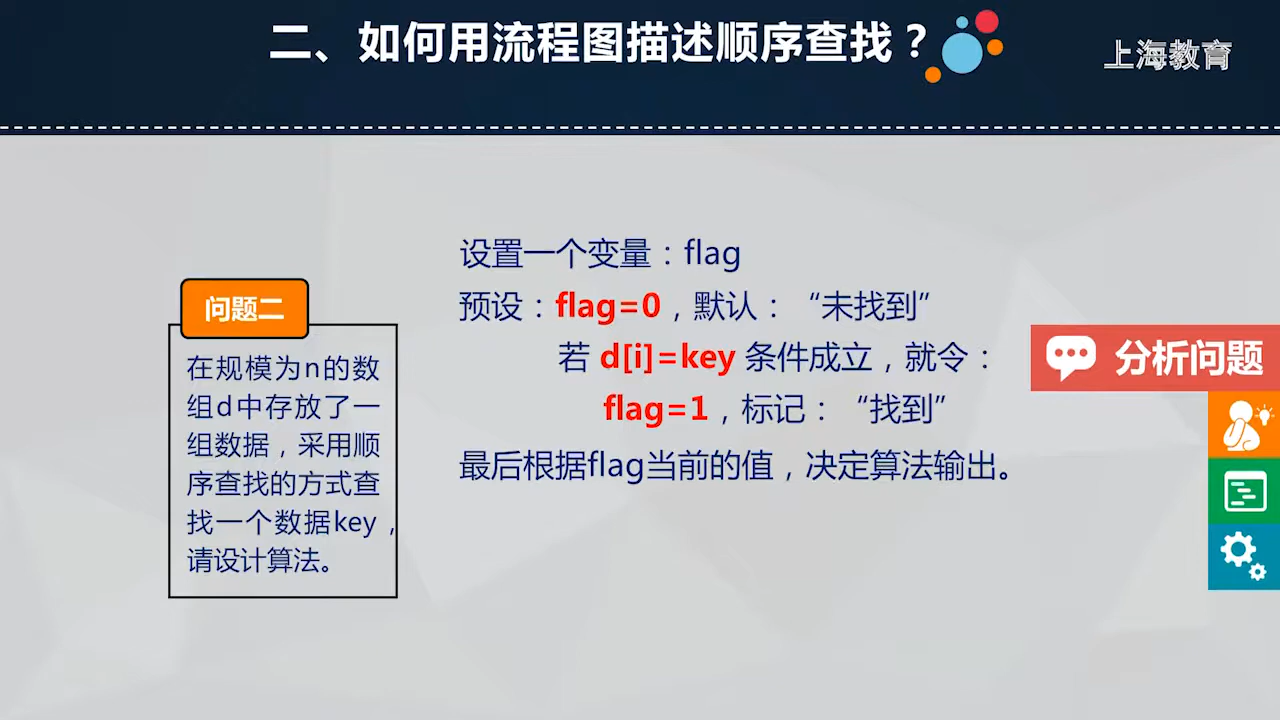 二、如何用流程图描述顺序查找？
上海教育
设置一个变量：flag
预设：flag=0，默认：“未找到”
若 d[i]=key 条件成立，就令：
flag=1，标记：“找到”
最后根据flag当前的值，决定算法输出。
问题二
在规模为n的数
组d中存放了一
组数据，采用顺
序查找的方式查
找一个数据key，
请设计算法。
分析问题